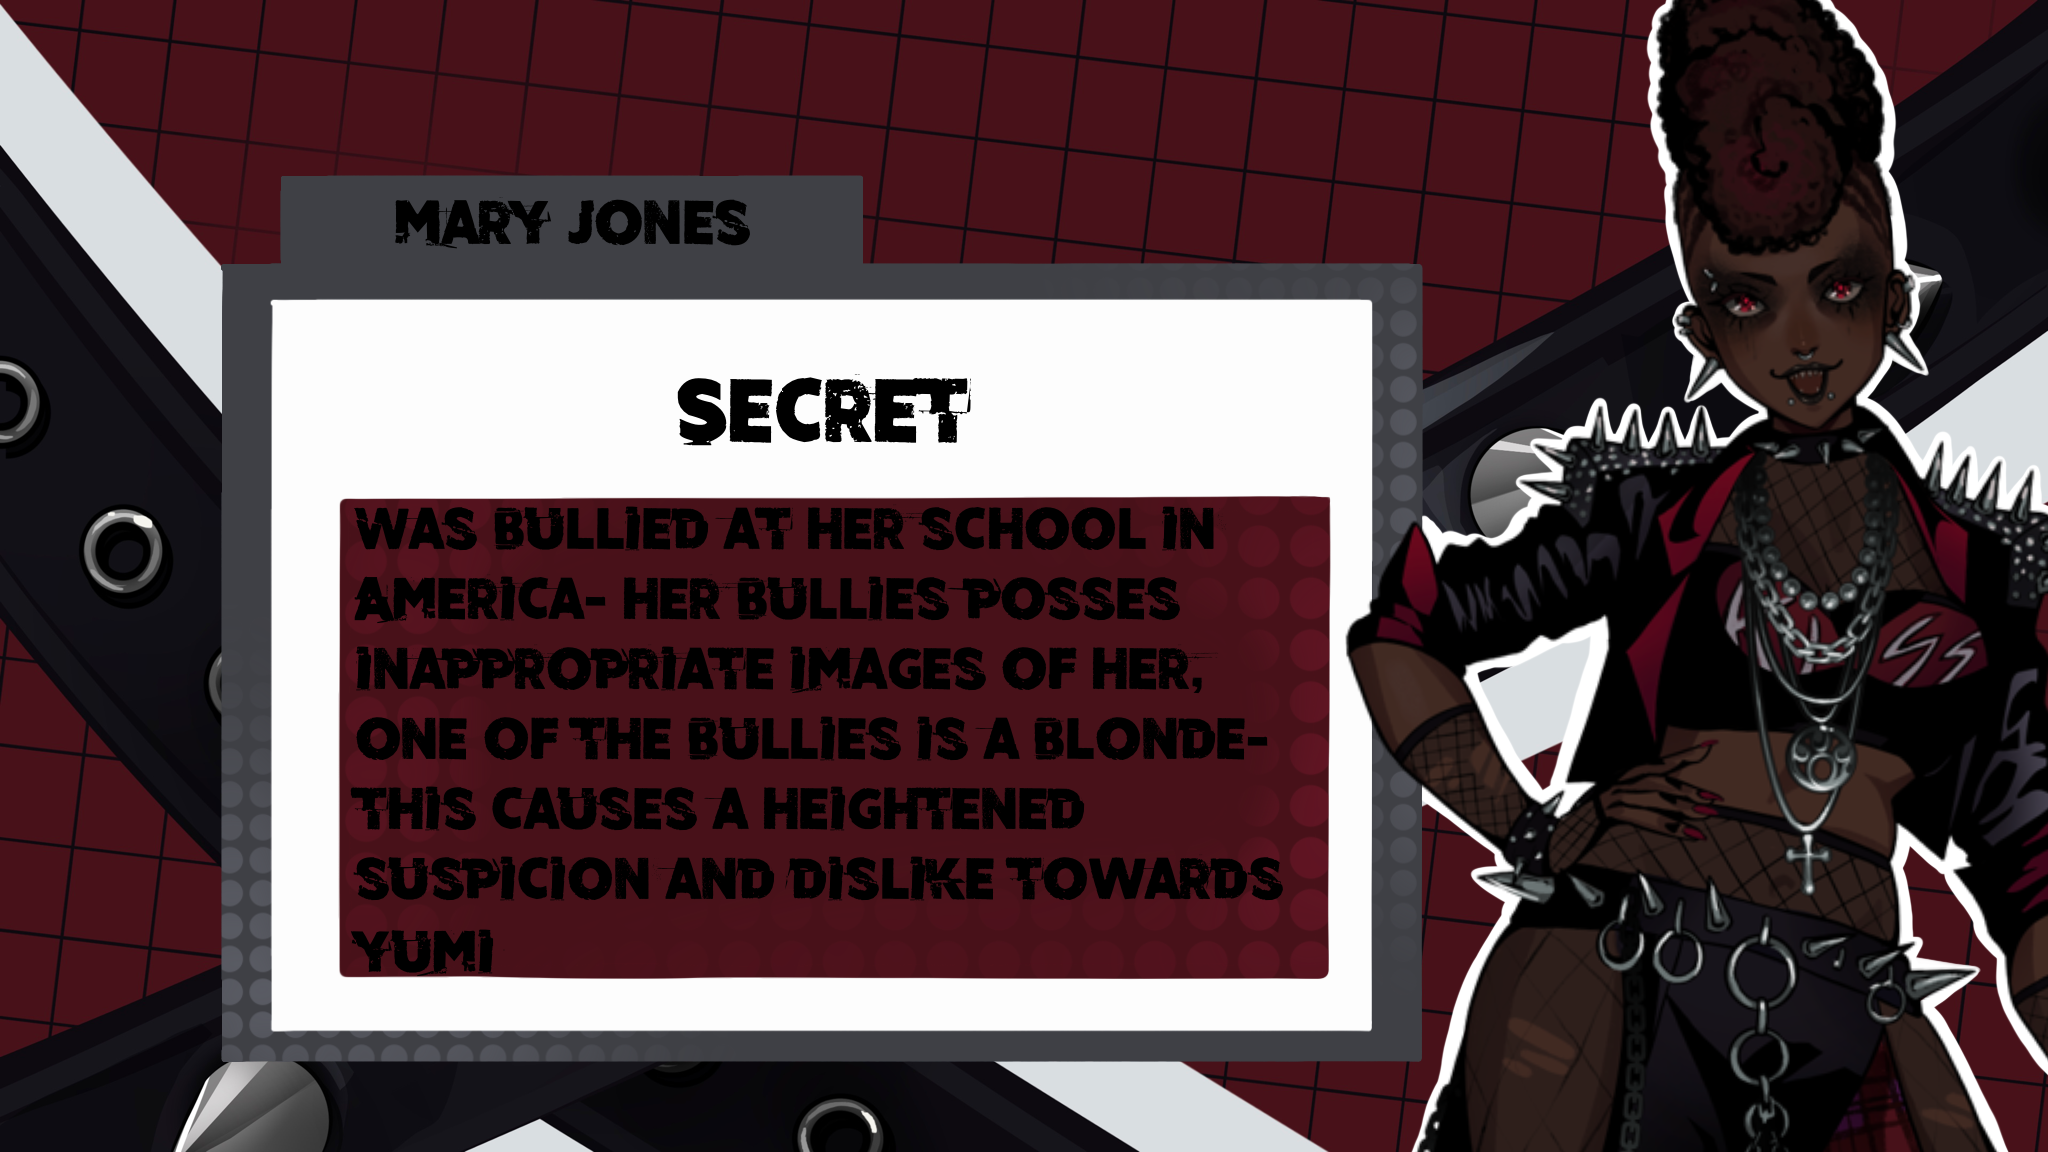 MARY JONES
SECRET
WAS BULLIED AT HER SCHOOL IN
AMERICA- HER BULLIES POSSES
INAPPROPRIATE IMAGES OF HER,
ONE OF THE BULLIES IS A BLONDE-
THIS CAUSES A HEIGHTENED
SUSPICION AND DISLIKE TOWARDS
YUMI